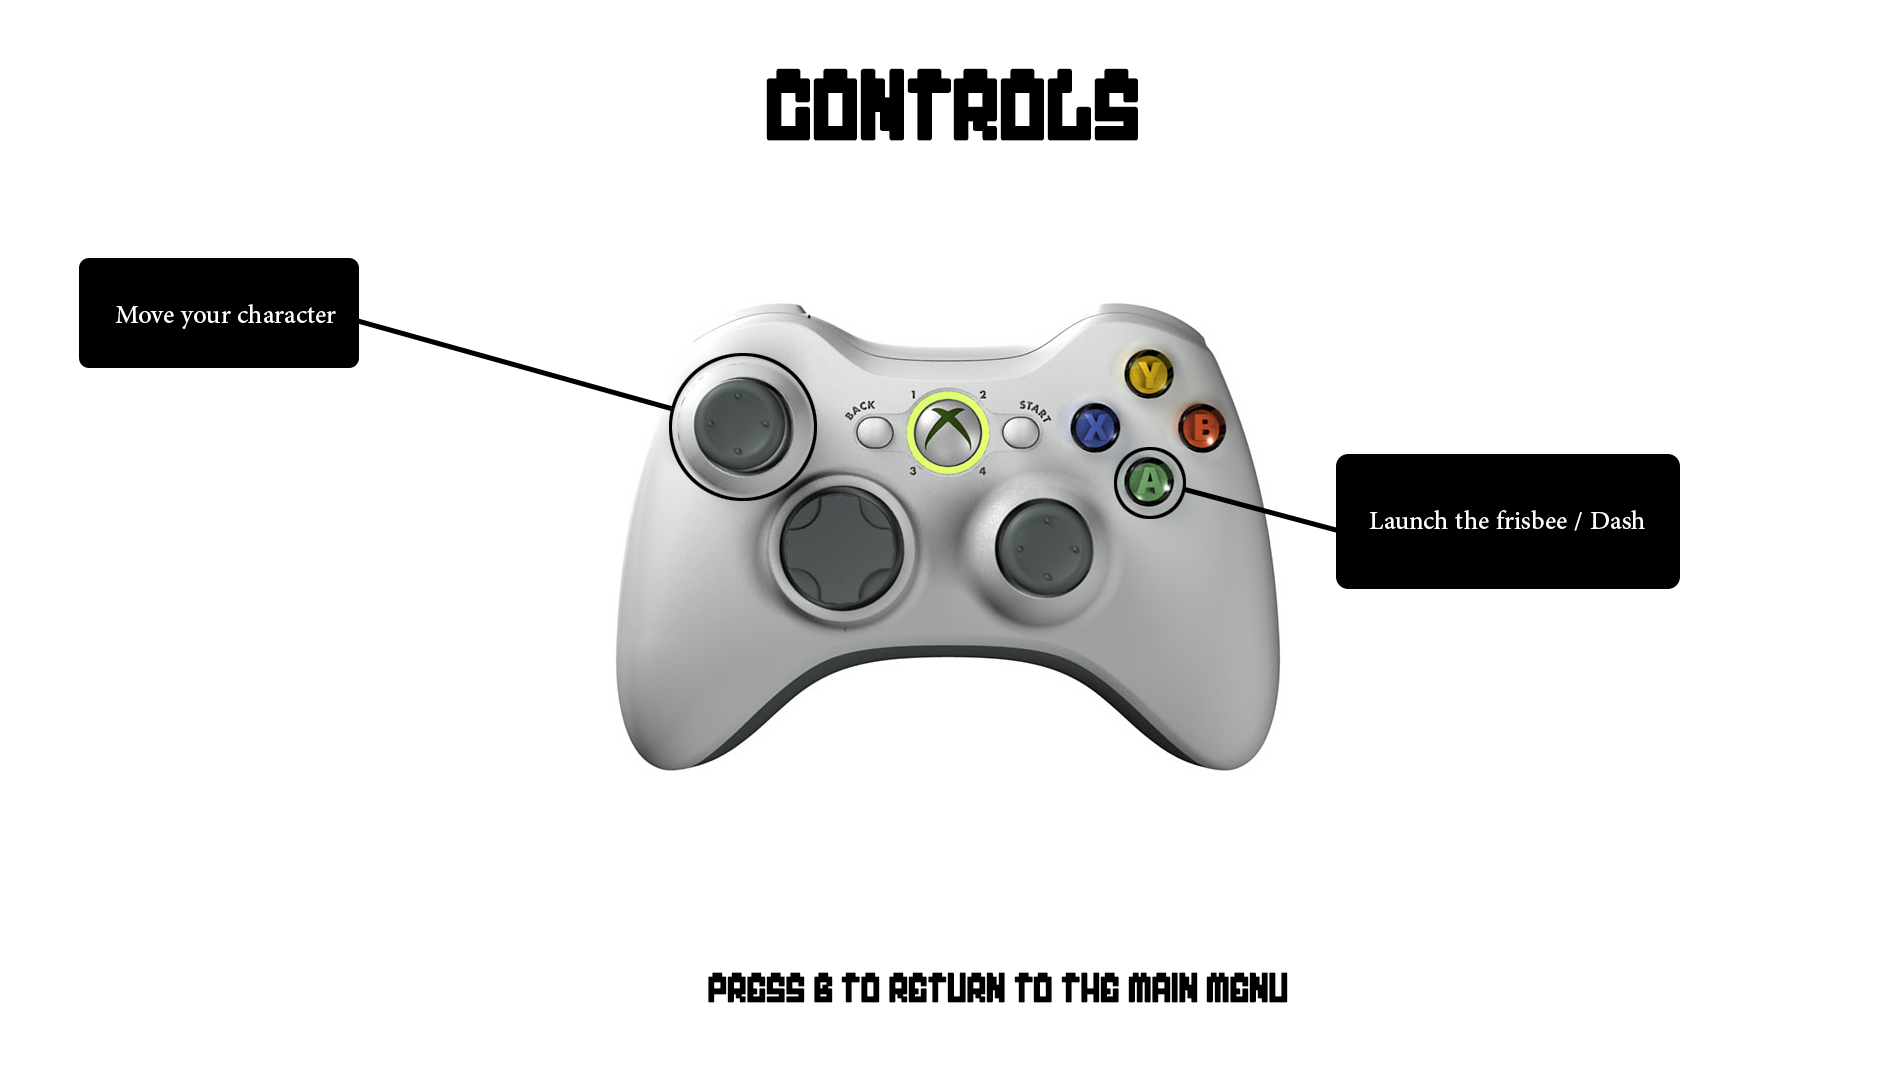 CONTROLS
Move your character
1 2
BACK START
3 4
Y
X B
A
Launch the frisbee / Dash
PRESS B TO RETURN TO THE MAIN MENU